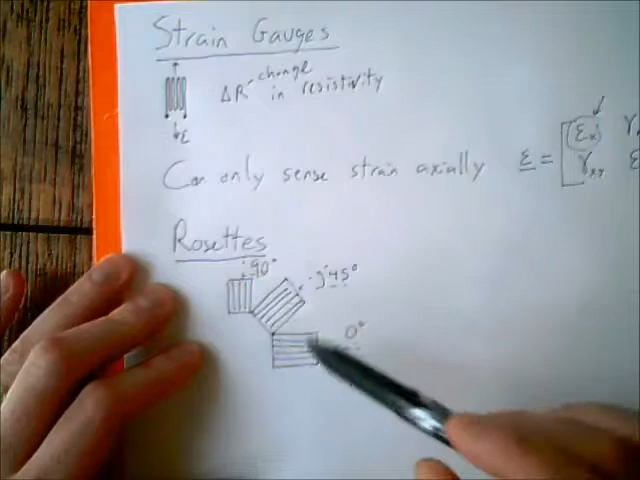 Strain Gauges
ΔR change in resistivity
ε
Can only sense strain axially
ε = [ εx γ
γxy ε
Rosettes
90°
45°
0°